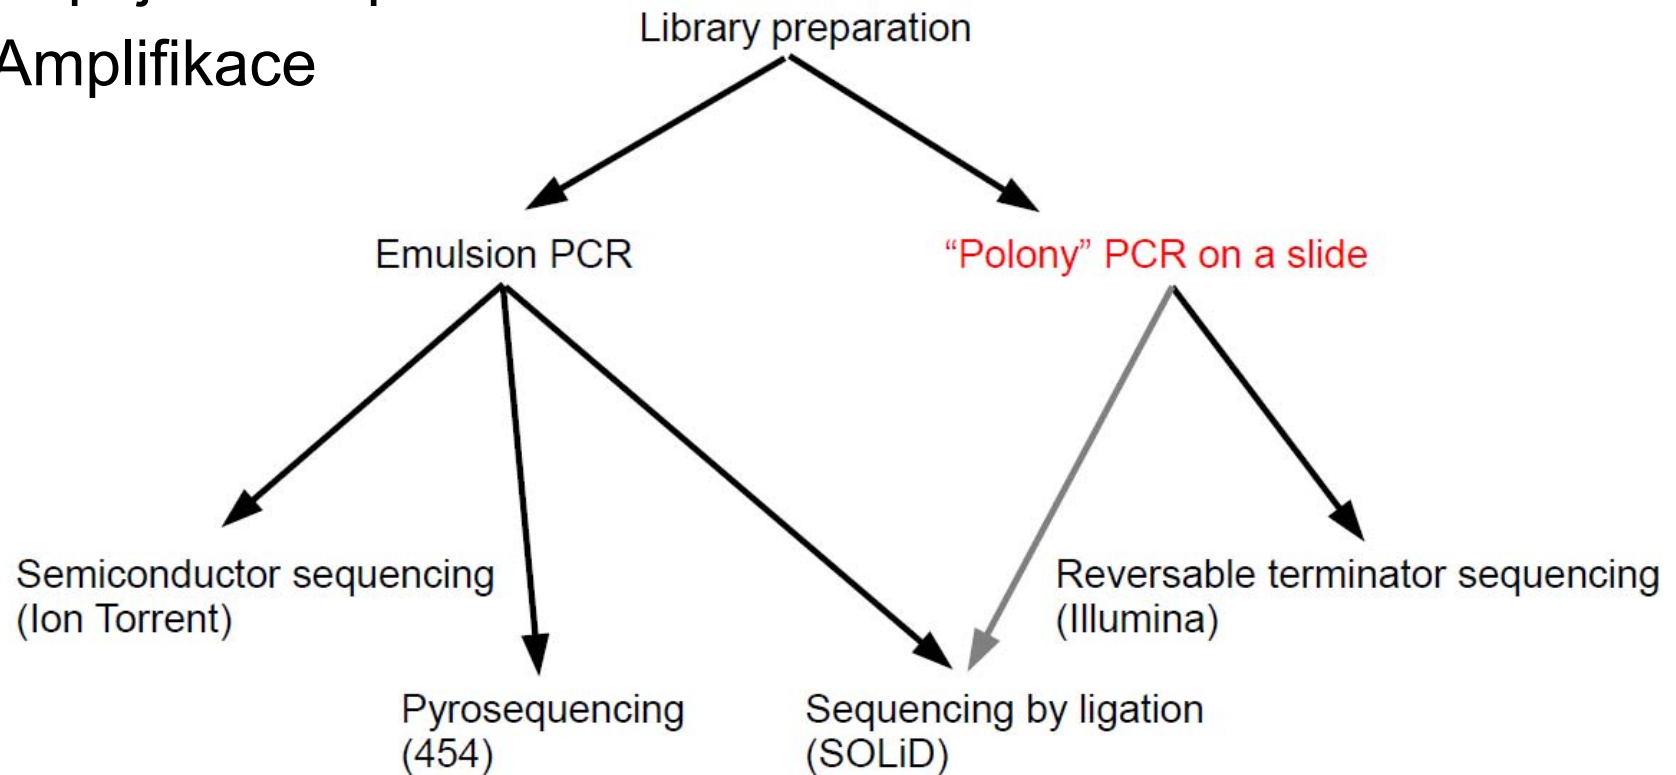 Amplifikace
Library preparation
Emulsion PCR
“Polony” PCR on a slide
Semiconductor sequencing
(Ion Torrent)
Reversable terminator sequencing
(Illumina)
Pyrosequencing
(454)
Sequencing by ligation
(SOLiD)